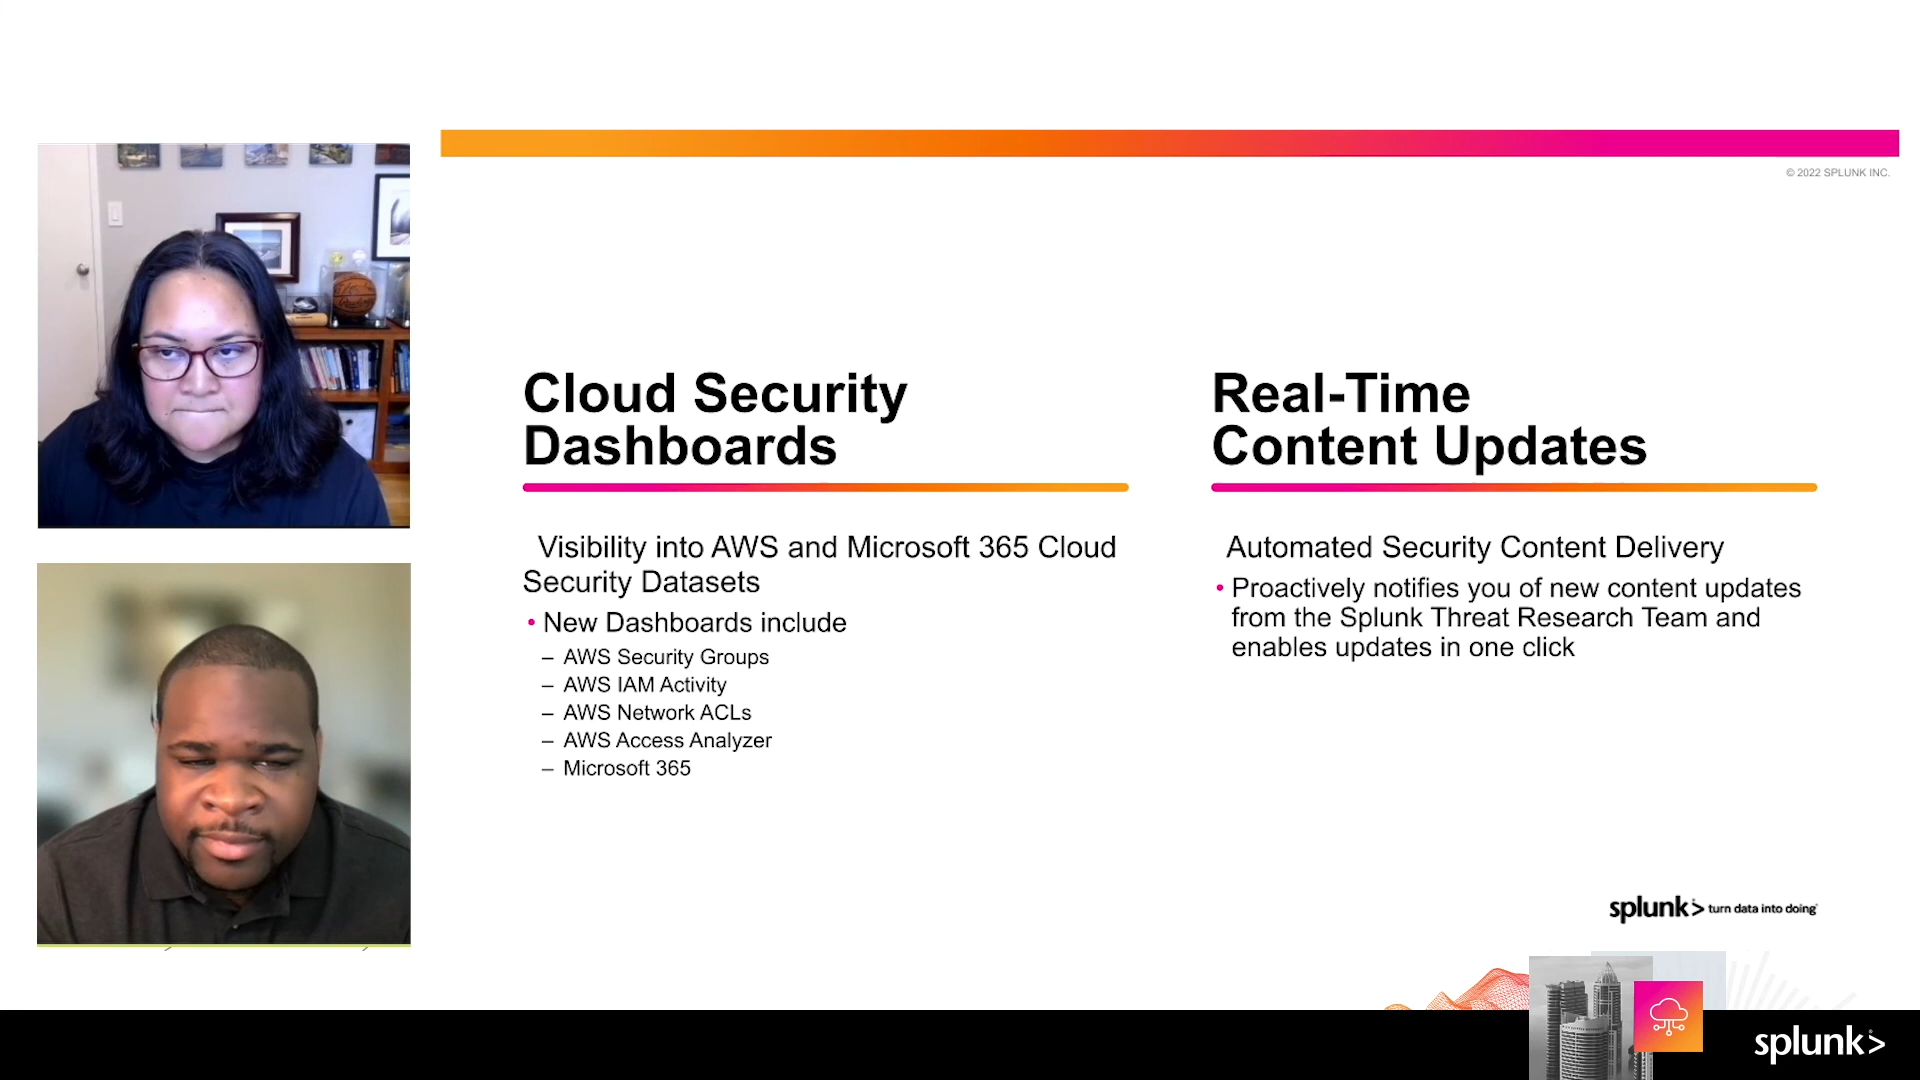 © 2022 SPLUNK INC.
Cloud Security
Dashboards
Visibility into AWS and Microsoft 365 Cloud
Security Datasets
• New Dashboards include
– AWS Security Groups
– AWS IAM Activity
– AWS Network ACLs
– AWS Access Analyzer
– Microsoft 365
Real-Time
Content Updates
Automated Security Content Delivery
• Proactively notifies you of new content updates
from the Splunk Threat Research Team and
enables updates in one click
splunk> turn data into doing
splunk>